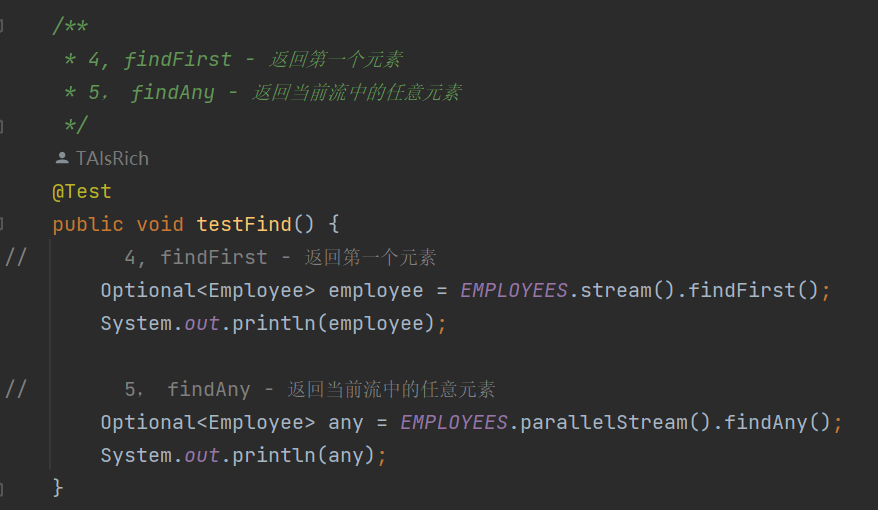 /**
 * 4, findFirst - 返回第一个元素
 * 5， findAny - 返回当前流中的任意元素
 */
TAIsRich
@Test
public void testFind() {
//        4, findFirst - 返回第一个元素
    Optional<Employee> employee = EMPLOYEES.stream().findFirst();
    System.out.println(employee);
//        5， findAny - 返回当前流中的任意元素
    Optional<Employee> any = EMPLOYEES.parallelStream().findAny();
    System.out.println(any);
}